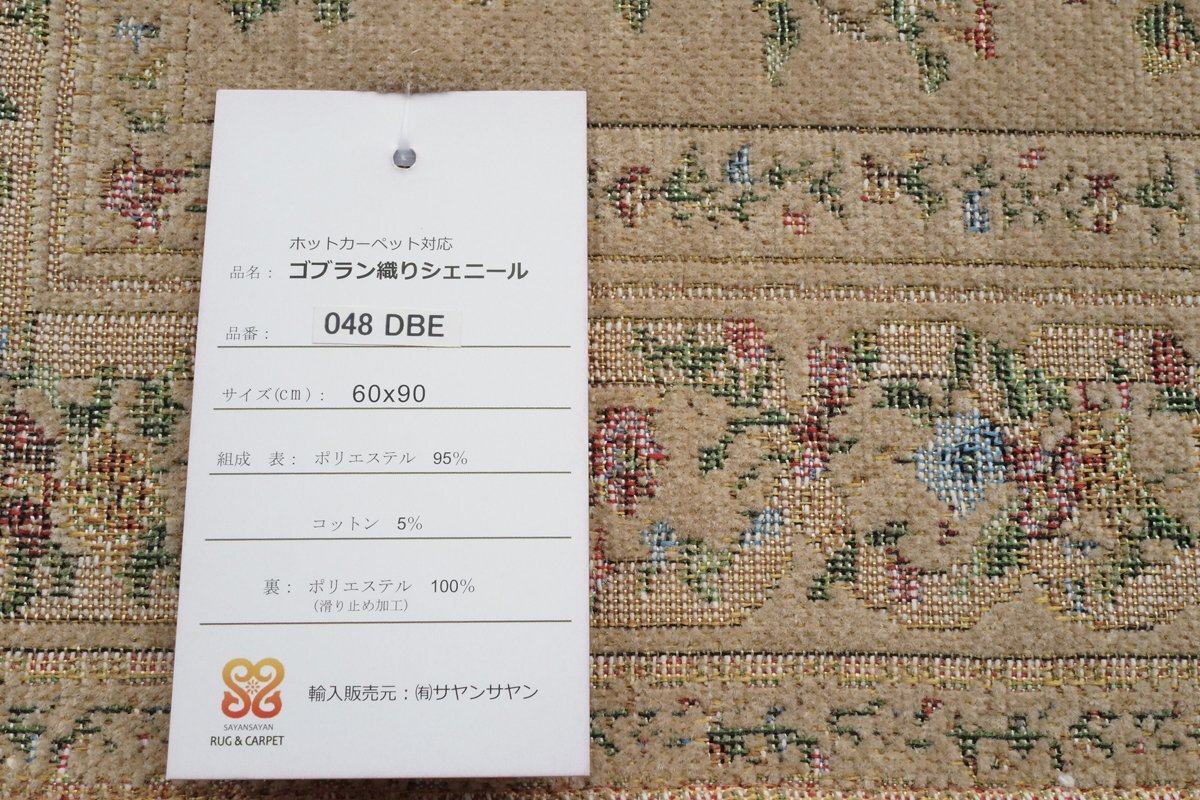 ホットカーペット対応
品名： ゴブラン織りシェニール
品番： 048 DBE
サイズ(cm)： 60x90
組成 表： ポリエステル 95%
コットン 5%
裏： ポリエステル 100%
(滑り止め加工)
輸入販売元：㈲サヤンサヤン
SAYANSAYAN
RUG & CARPET